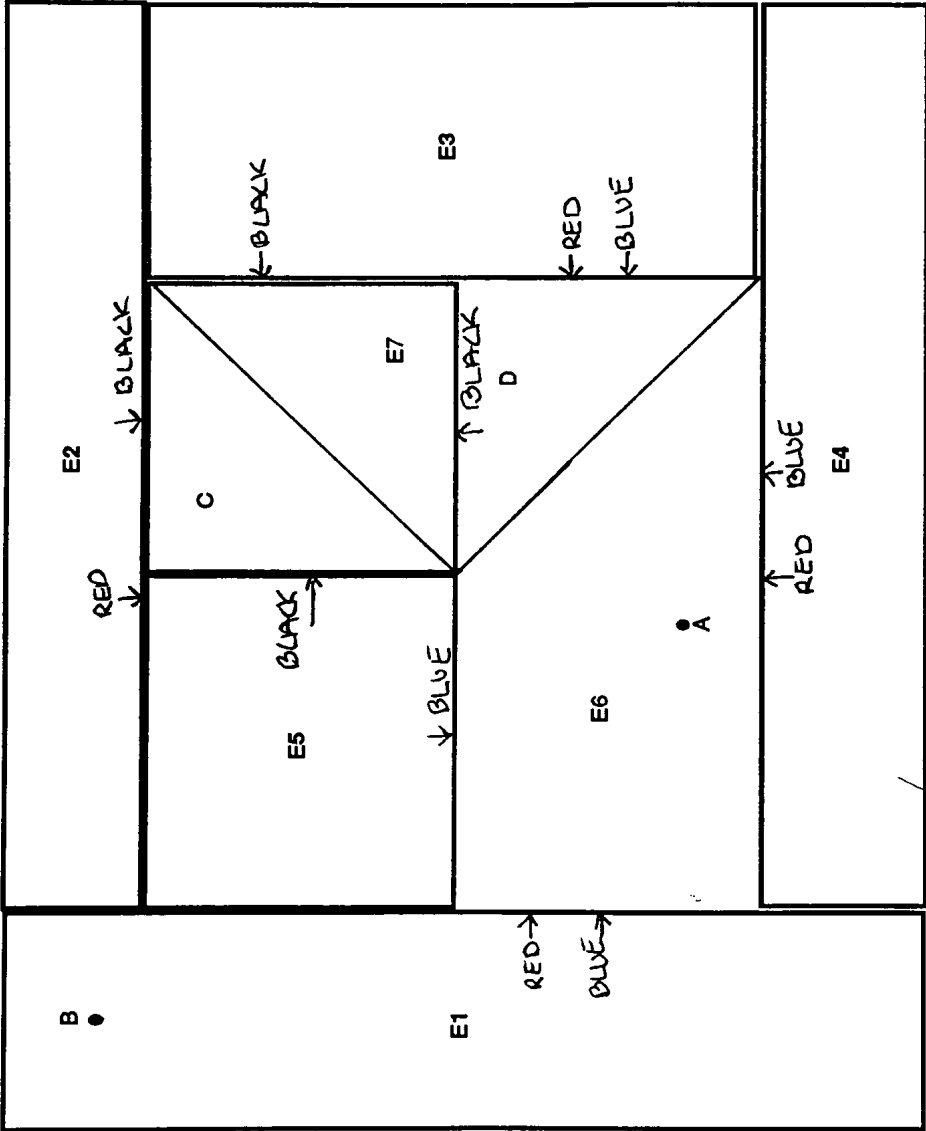 B
E2
RED
BLACK
C
BLACK
BLACK
E5
E7
BLUE
E3
E1
BLACK
D
RED
RED
BLUE
E6
BLUE
A
RED
BLUE
E4